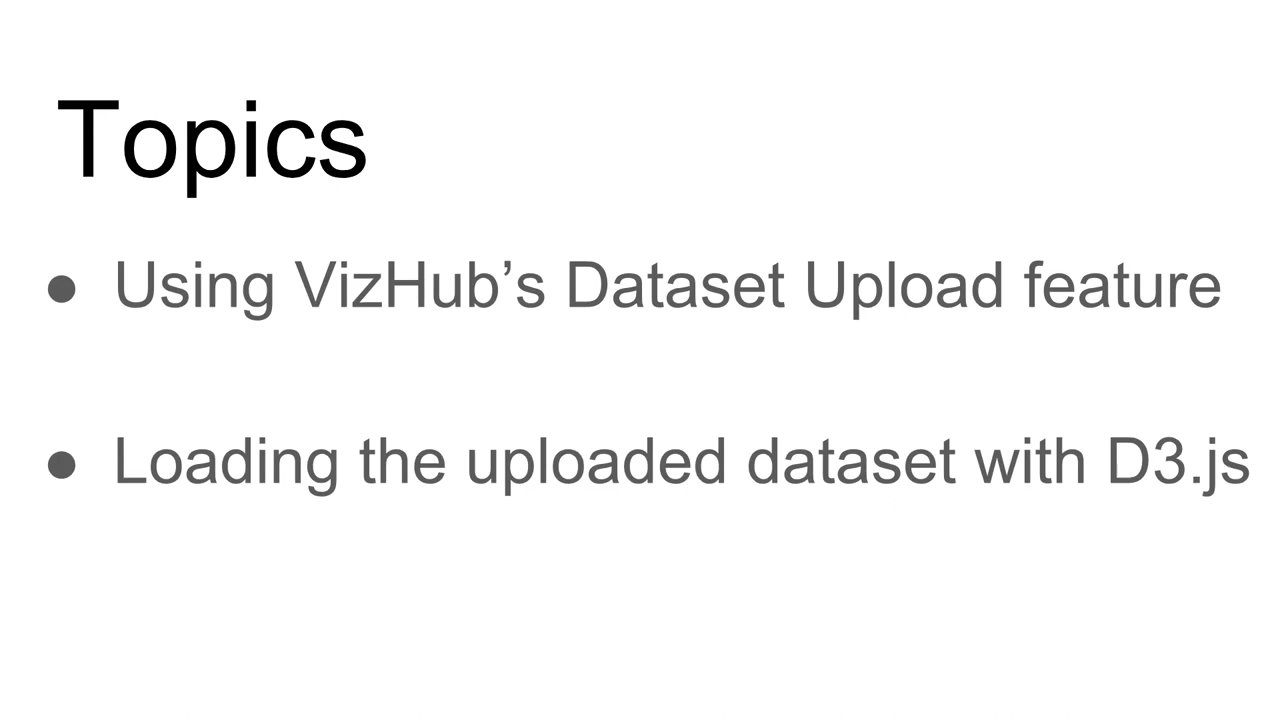 Topics
● Using VizHub’s Dataset Upload feature
● Loading the uploaded dataset with D3.js